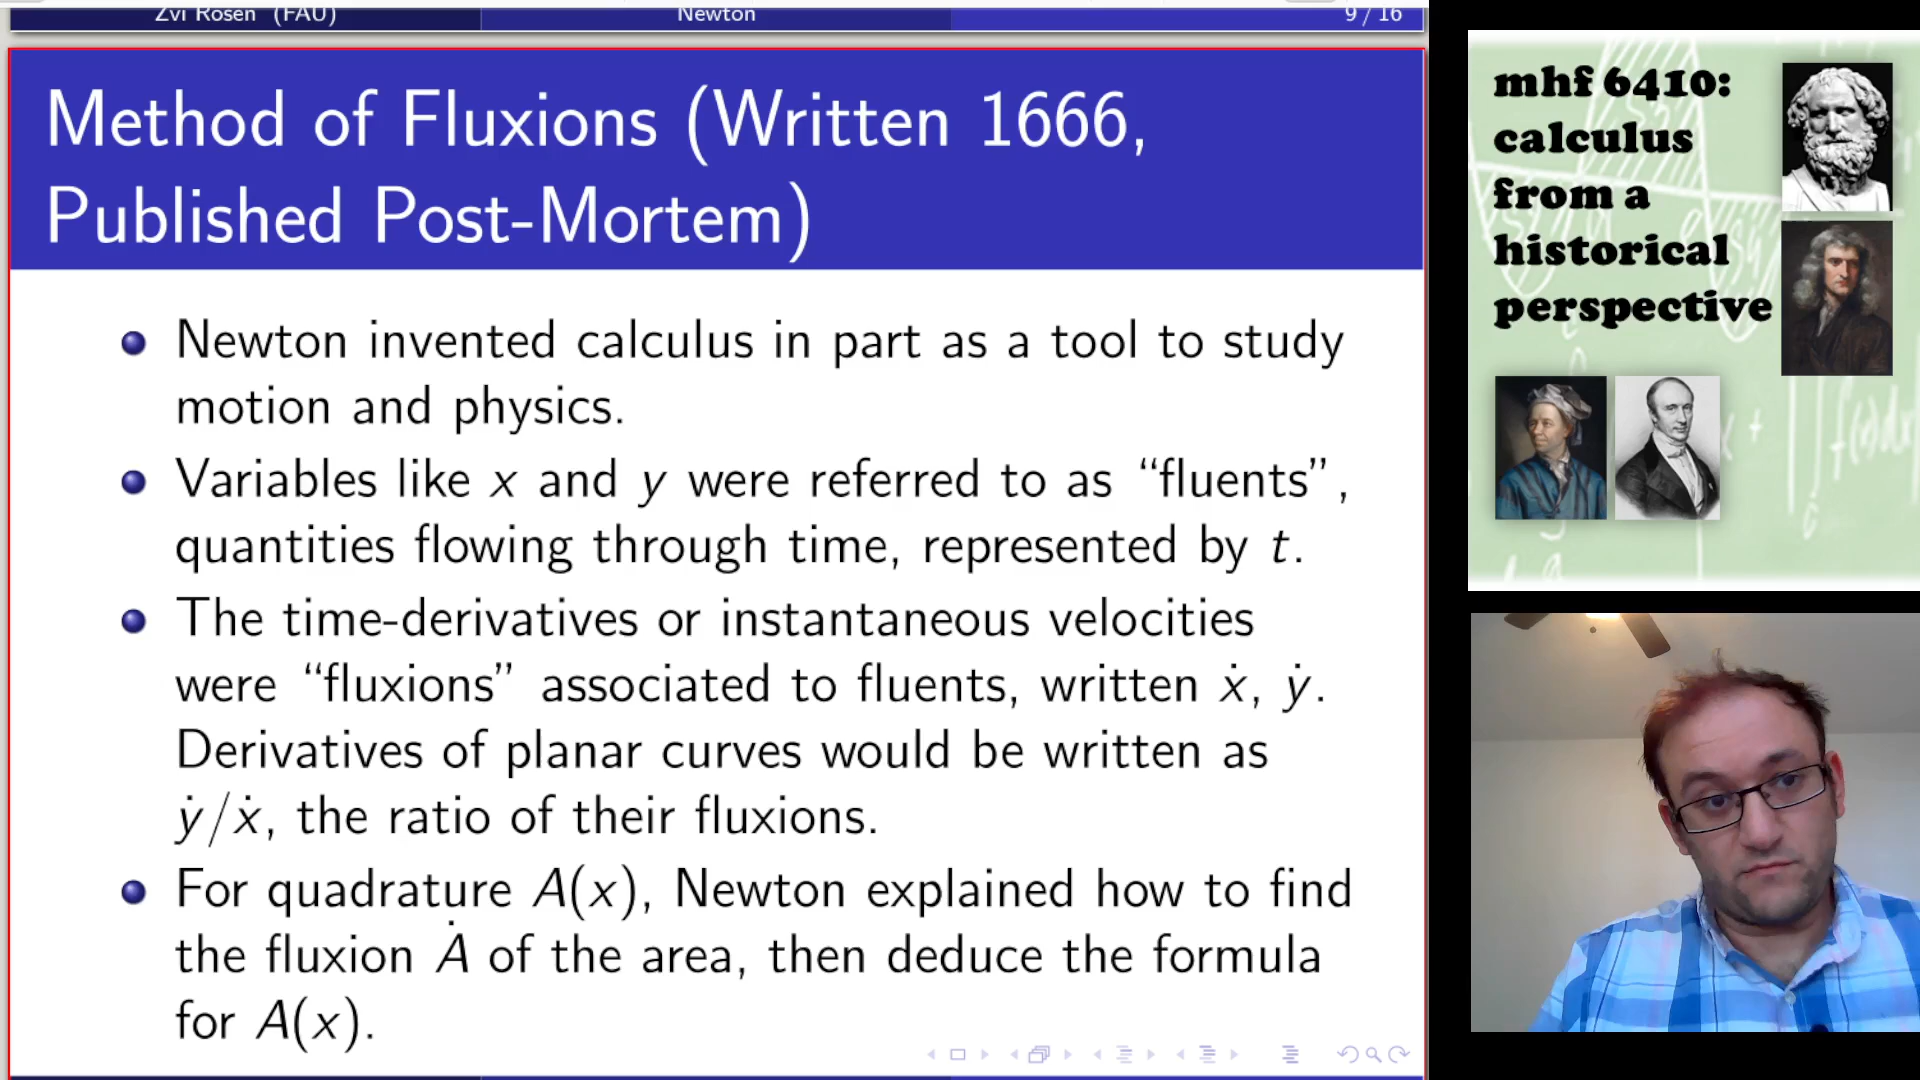 Zvi Rosen (FAU) Newton 9 / 16
Method of Fluxions (Written 1666,
Published Post-Mortem)
Newton invented calculus in part as a tool to study
motion and physics.
Variables like x and y were referred to as “fluents”,
quantities flowing through time, represented by t.
The time-derivatives or instantaneous velocities
were “fluxions” associated to fluents, written ẋ, ẏ.
Derivatives of planar curves would be written as
ẏ/ẋ, the ratio of their fluxions.
For quadrature A(x), Newton explained how to find
the fluxion Ȧ of the area, then deduce the formula
for A(x).
mhf 6410:
calculus
from a
historical
perspective